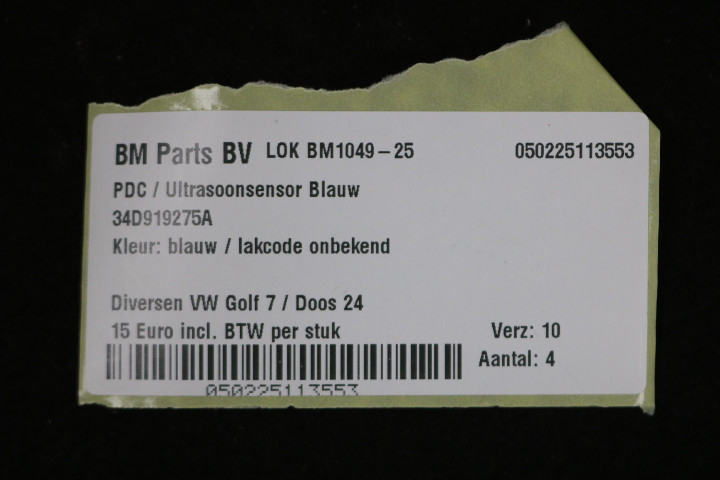 BM Parts BV LOK BM1049-25 050225113553
PDC / Ultrasoonsensor Blauw
34D919275A
Kleur: blauw / lakcode onbekend
Diversen VW Golf 7 / Doos 24
15 Euro incl. BTW per stuk Verz: 10
Aantal: 4
050225113553